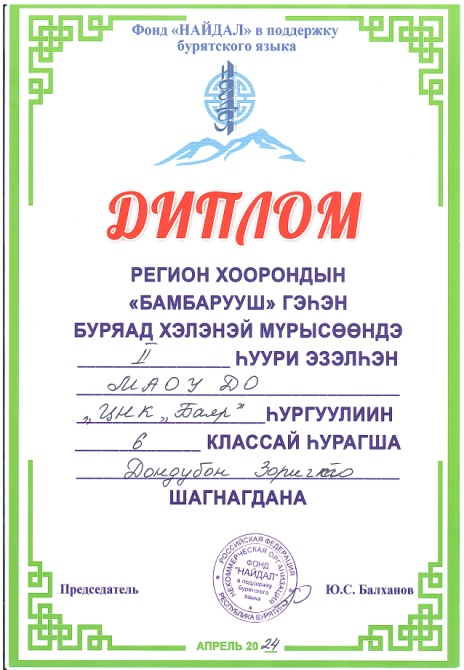 Фонд «НАЙДАЛ» в поддержку
бурятского языка
ДИПЛОМ
РЕГИОН ХООРОНДЫН
«БАМБАРУУШ» ГЭҺЭН
БУРЯАД ХЭЛЭНЭЙ МҮРЫСӨӨНДЭ
II ҺУУРИ ЭЗЭЛҺЭН
МАОУ ДО
„ЦНК „Баяр" ҺУРГУУЛИИН
6 КЛАССАЙ ҺУРАГША
Дондубон Зоригто
ШАГНАГДАНА
РОССИЙСКАЯ ФЕДЕРАЦИЯ
НЕКОММЕРЧЕСКАЯ ОРГАНИЗАЦИЯ
ФОНД
"НАЙДАЛ"
в поддержку
бурятского
языка
РЕСПУБЛИКА БУРЯТИЯ
Председатель Ю.С. Балханов
АПРЕЛЬ 2024